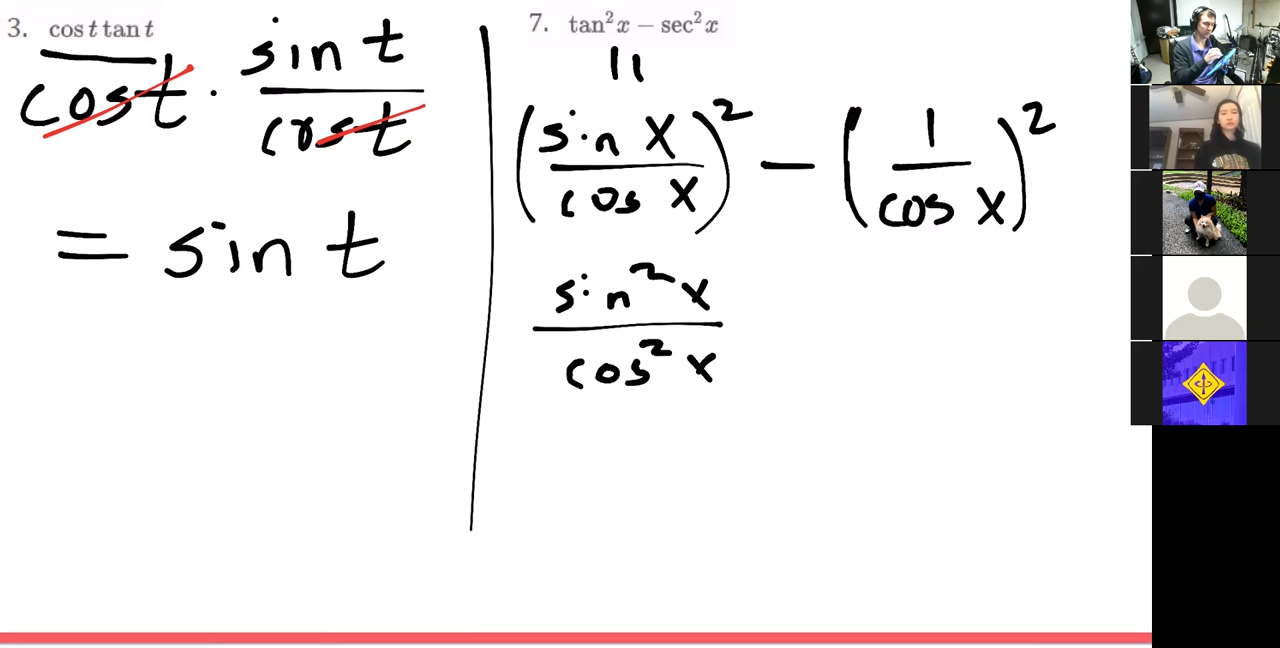 3. cos t tan t
cos t · sin t / cos t
= sin t
7. tan²x − sec²x
||
(sin x / cos x)² − (1 / cos x)²
sin²x / cos²x